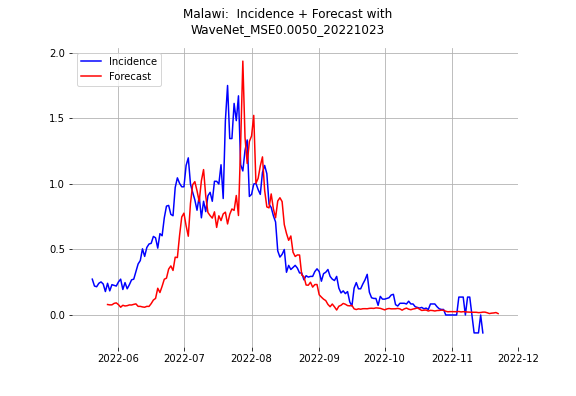 Malawi:  Incidence + Forecast with
WaveNet_MSE0.0050_20221023
Incidence
Forecast
2.0
1.5
1.0
0.5
0.0
2022-06 2022-07 2022-08 2022-09 2022-10 2022-11 2022-12